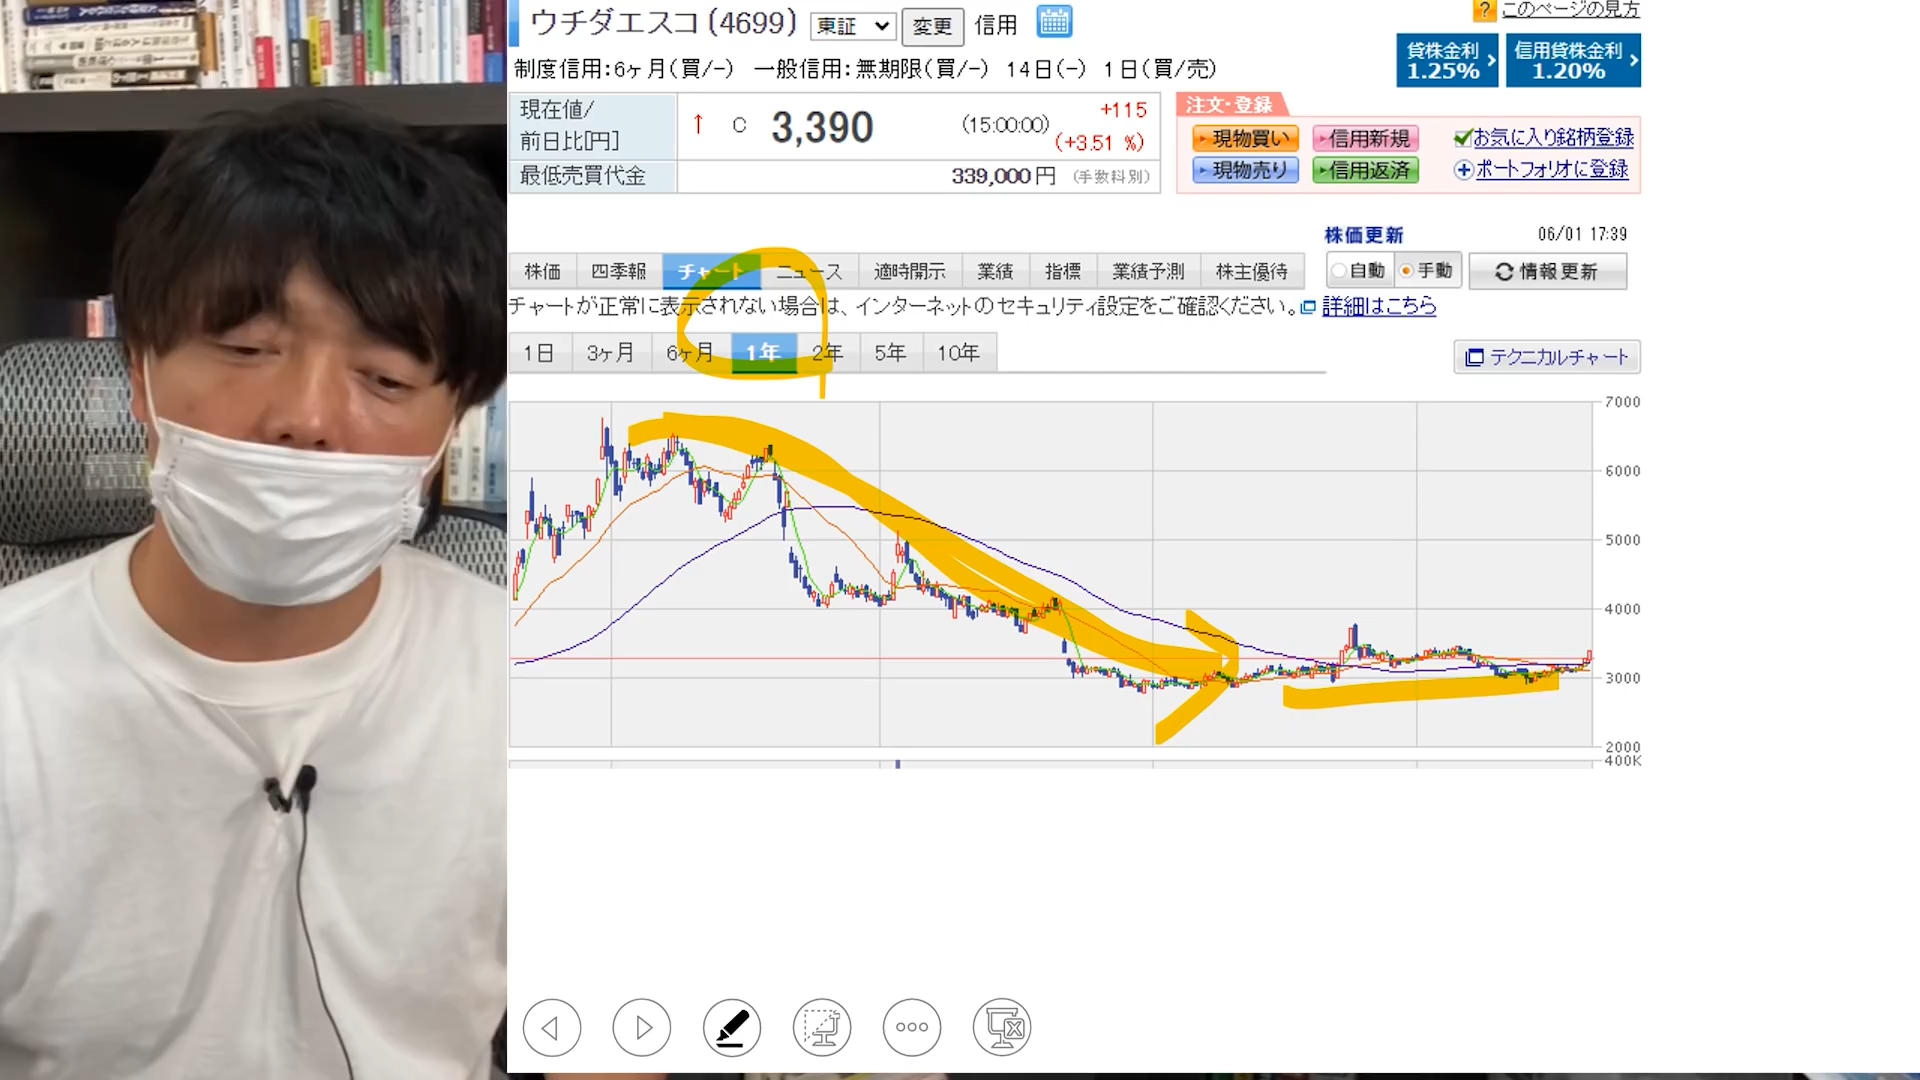 ウチダエスコ (4699) 東証 変更 信用
? このページの見方
貸株金利 1.25% 信用貸株金利 1.20%
制度信用:6ヶ月(買/-) 一般信用:無期限(買/-) 14日(-) 1日(買/売)
現在値/
前日比[円]
↑ C 3,390 (15:00:00) +115
(+3.51 %)
最低売買代金 339,000 円 (手数料別)
注文・登録
現物買い 信用新規 お気に入り銘柄登録
現物売り 信用返済 ポートフォリオに登録
株価更新 06/01 17:39
株価 四季報 チャート ニュース 適時開示 業績 指標 業績予測 株主優待 自動 手動 情報更新
チャートが正常に表示されない場合は、インターネットのセキュリティ設定をご確認ください。 詳細はこちら
1日 3ヶ月 6ヶ月 1年 2年 5年 10年 テクニカルチャート
7000
6000
5000
4000
3000
2000
400K